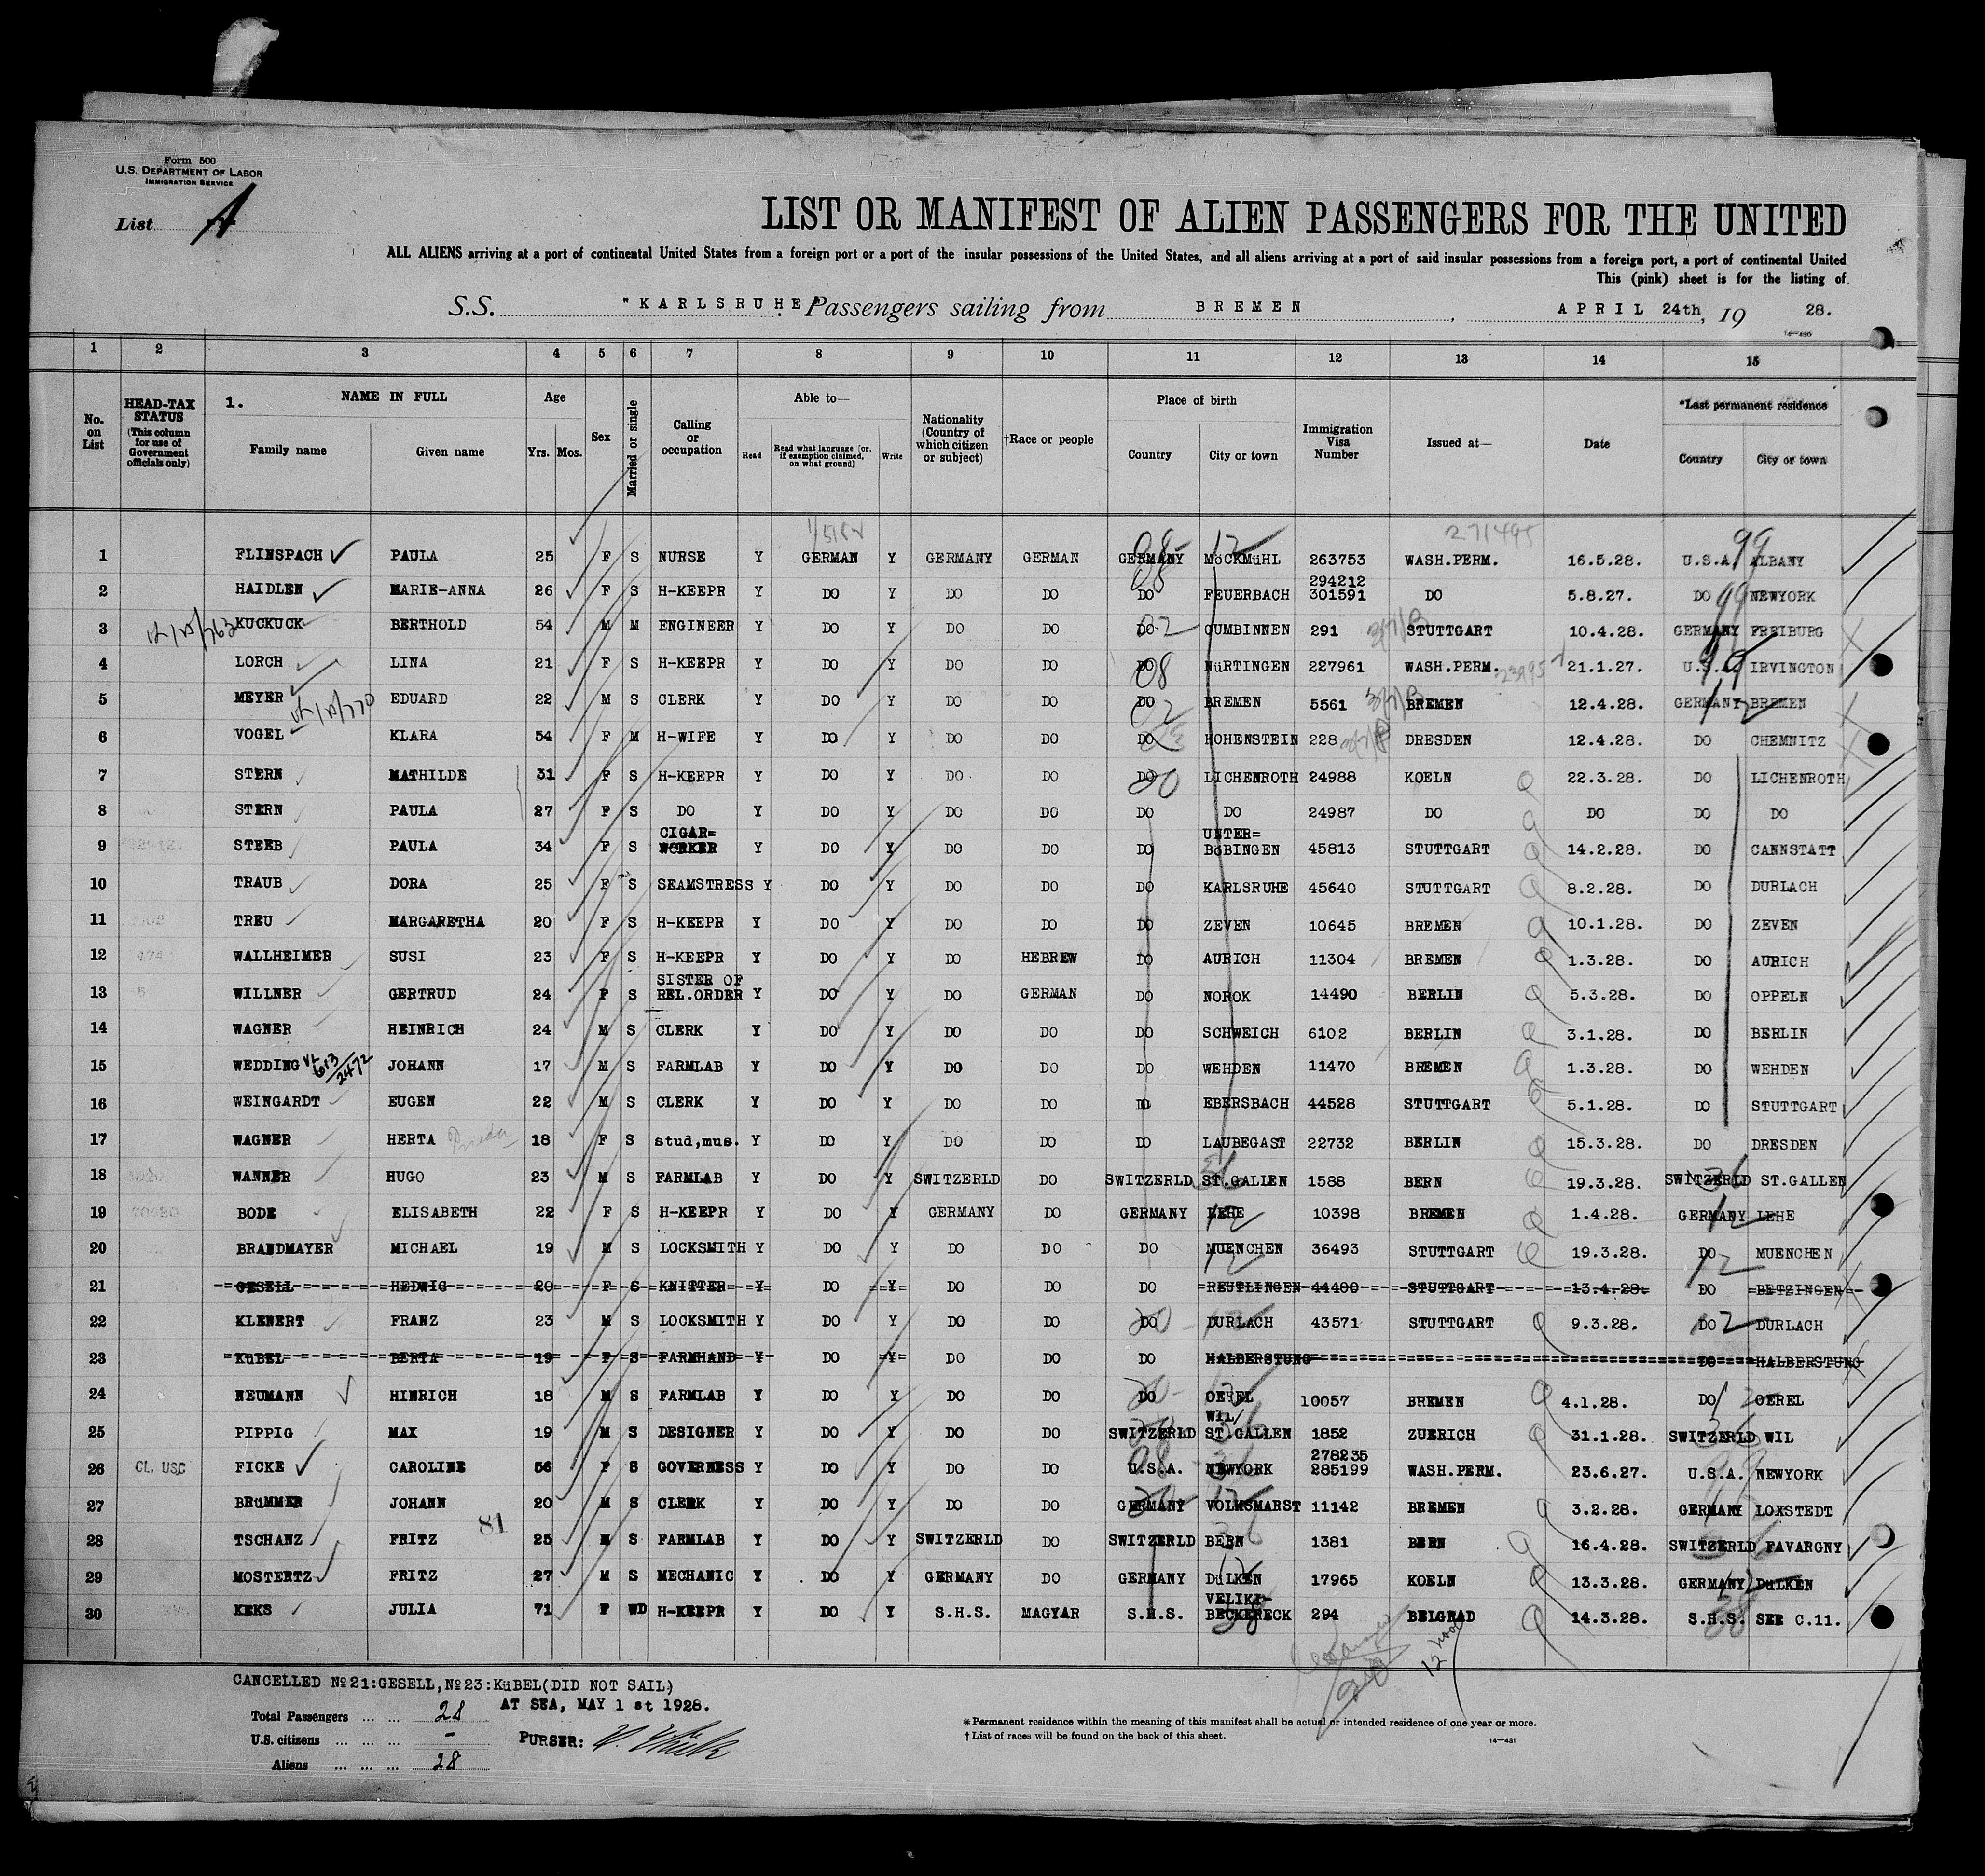 Form 500
U.S. DEPARTMENT OF LABOR
IMMIGRATION SERVICE
List A
LIST OR MANIFEST OF ALIEN PASSENGERS FOR THE UNITED
ALL ALIENS arriving at a port of continental United States from a foreign port or a port of the insular possessions of the United States, and all aliens arriving at a port of said insular possessions from a foreign port, a port of continental United
This (pink) sheet is for the listing of
S.S. "KARLSRUHE" Passengers sailing from BREMEN, APRIL 24th, 1928.
14-480
1 2 3 4 5 6 7 8 9 10 11 12 13 14 15
No. on List
HEAD-TAX STATUS (This column for use of Government officials only)
1. NAME IN FULL
Family name Given name
Age
Yrs. Mos.
Sex
Married or single
Calling or occupation
Able to—
Read
Read what language [or, if exemption claimed, on what ground]
Write
Nationality (Country of which citizen or subject)
†Race or people
Place of birth
Country City or town
Immigration Visa Number
Issued at—
Date
*Last permanent residence
Country City or town
271495
1 FLINSPACH PAULA 25 F S NURSE Y GERMAN Y GERMANY GERMAN GERMANY MöCKMüHL 263753 WASH.PERM. 16.5.28. U.S.A. ALBANY
2 HAIDLEN MARIE-ANNA 26 F S H-KEEPR Y DO Y DO DO DO FEUERBACH 294212 301591 DO 5.8.27. DO NEWYORK
3 KUCKUCK BERTHOLD 54 M M ENGINEER Y DO Y DO DO DO GUMBINNEN 291 STUTTGART 10.4.28. GERMANY FREIBURG
4 LORCH LINA 21 F S H-KEEPR Y DO Y DO DO DO NüRTINGEN 227961 WASH.PERM. 21.1.27. U.S.A. IRVINGTON
5 MEYER EDUARD 22 M S CLERK Y DO Y DO DO DO BREMEN 5561 BREMEN 12.4.28. GERMANY BREMEN
6 VOGEL KLARA 54 F M H-WIFE Y DO Y DO DO DO HOHENSTEIN 228 DRESDEN 12.4.28. DO CHEMNITZ
7 STERN MATHILDE 31 F S H-KEEPR Y DO Y DO DO DO LICHENROTH 24988 KOELN 22.3.28. DO LICHENROTH
8 STERN PAULA 27 F S DO Y DO Y DO DO DO DO 24987 DO DO DO DO
9 STEEB PAULA 34 F S CIGAR= WORKER Y DO Y DO DO DO UNTER= BöBINGEN 45813 STUTTGART 14.2.28. DO CANNSTATT
10 TRAUB DORA 25 F S SEAMSTRESS Y DO Y DO DO DO KARLSRUHE 45640 STUTTGART 8.2.28. DO DURLACH
11 TREU MARGARETHA 20 F S H-KEEPR Y DO Y DO DO DO ZEVEN 10645 BREMEN 10.1.28. DO ZEVEN
12 WALLHEIMER SUSI 23 F S H-KEEPR Y DO Y DO HEBREW DO AURICH 11304 BREMEN 1.3.28. DO AURICH
13 WILLNER GERTRUD 24 F S SISTER OF REL.ORDER Y DO Y DO GERMAN DO NOROK 14490 BERLIN 5.3.28. DO OPPELN
14 WAGNER HEINRICH 24 M S CLERK Y DO Y DO DO DO SCHWEICH 6102 BERLIN 3.1.28. DO BERLIN
15 WEDDING 613/2472 JOHANN 17 M S FARMLAB Y DO Y DO DO DO WEHDEN 11470 BREMEN 1.3.28. DO WEHDEN
16 WEINGARDT EUGEN 22 M S CLERK Y DO Y DO DO DO EBERSBACH 44528 STUTTGART 5.1.28. DO STUTTGART
17 WAGNER HERTA 18 F S stud,mus. Y DO Y DO DO DO LAUBEGAST 22732 BERLIN 15.3.28. DO DRESDEN
18 WANNER HUGO 23 M S FARMLAB Y DO Y SWITZERLD DO SWITZERLD ST.GALLEN 1588 BERN 19.3.28. SWITZERLD ST.GALLEN
19 BODE ELISABETH 22 F S H-KEEPR Y DO Y GERMANY DO GERMANY LEHE 10398 BREMEN 1.4.28. GERMANY LEHE
20 BRANDMAYER MICHAEL 19 M S LOCKSMITH Y DO Y DO DO DO MUENCHEN 36493 STUTTGART 19.3.28. DO MUENCHEN
21 GESELL HEDWIG 20 F S KNITTER Y DO Y DO DO DO REUTLINGEN 44480 STUTTGART 13.4.28. DO BETZINGEN
22 KLENERT FRANZ 23 M S LOCKSMITH Y DO Y DO DO DO DURLACH 43571 STUTTGART 9.3.28. DO DURLACH
23 KüBEL BERTA 19 F S FARMHAND Y DO Y DO DO DO HALBERSTUNG DO HALBERSTUNG
24 NEUMANN HINRICH 18 M S FARMLAB Y DO Y DO DO DO OEREL 10057 BREMEN 4.1.28. DO OEREL
25 PIPPIG MAX 19 M S DESIGNER Y DO Y DO DO SWITZERLD WIL/ ST.GALLEN 1852 ZUERICH 31.1.28. SWITZERLD WIL
26 CL. USC FICKE CAROLINE 56 F S GOVERNESS Y DO Y DO DO U.S.A. NEWYORK 278235 285199 WASH.PERM. 23.6.27. U.S.A. NEWYORK
27 BRüMMER JOHANN 20 M S CLERK Y DO Y DO DO GERMANY VOLKMARST 11142 BREMEN 3.2.28. GERMANY LOXSTEDT
28 TSCHANZ FRITZ 81 25 M S FARMLAB Y DO Y SWITZERLD DO SWITZERLD BERN 1381 BERN 16.4.28. SWITZERLD FAVARGNY
29 MOSTERTZ FRITZ 27 M S MECHANIC Y DO Y GERMANY DO GERMANY DüLKEN 17965 KOELN 13.3.28. GERMANY DüLKEN
30 KEKS JULIA 71 F WD H-KEEPR Y DO Y S.H.S. MAGYAR S.H.S. VELIKI- BECKERECK 294 BELGRAD 14.3.28. S.H.S. SEE C.11.
CANCELLED No21:GESELL,No23:KüBEL(DID NOT SAIL)
AT SEA, MAY 1 st 1928.
Total Passengers ... ... 28
U.S. citizens ... ... ... -
Aliens ... ... ... 28
PURSER:
*Permanent residence within the meaning of this manifest shall be actual or intended residence of one year or more.
†List of races will be found on the back of this sheet.
14-481